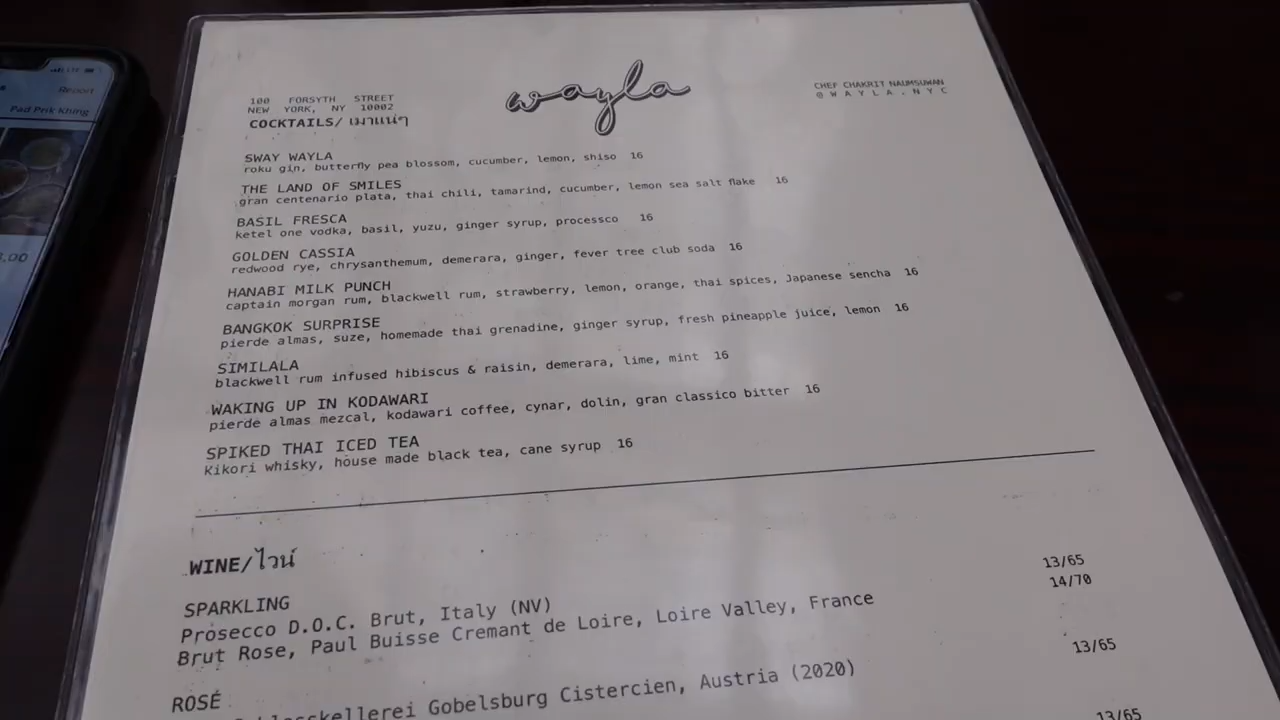 Report
Pad Prik Khing
3.00
100 FORSYTH STREET
NEW YORK, NY 10002
wayla
CHEF CHAKRIT NAUMSUWAN
@WAYLA.NYC
COCKTAILS/ เมาแน่ๆ
SWAY WAYLA
roku gin, butterfly pea blossom, cucumber, lemon, shiso 16
THE LAND OF SMILES
gran centenario plata, thai chili, tamarind, cucumber, lemon sea salt flake 16
BASIL FRESCA
ketel one vodka, basil, yuzu, ginger syrup, processco 16
GOLDEN CASSIA
redwood rye, chrysanthemum, demerara, ginger, fever tree club soda 16
HANABI MILK PUNCH
captain morgan rum, blackwell rum, strawberry, lemon, orange, thai spices, Japanese sencha 16
BANGKOK SURPRISE
pierde almas, suze, homemade thai grenadine, ginger syrup, fresh pineapple juice, lemon 16
SIMILALA
blackwell rum infused hibiscus & raisin, demerara, lime, mint 16
WAKING UP IN KODAWARI
pierde almas mezcal, kodawari coffee, cynar, dolin, gran classico bitter 16
SPIKED THAI ICED TEA
Kikori whisky, house made black tea, cane syrup 16
WINE/ไวน์
SPARKLING
Prosecco D.O.C. Brut, Italy (NV) 13/65
Brut Rose, Paul Buisse Cremant de Loire, Loire Valley, France 14/70
ROSÉ
Gobelsburg Cistercien, Austria (2020) 13/65
13/65